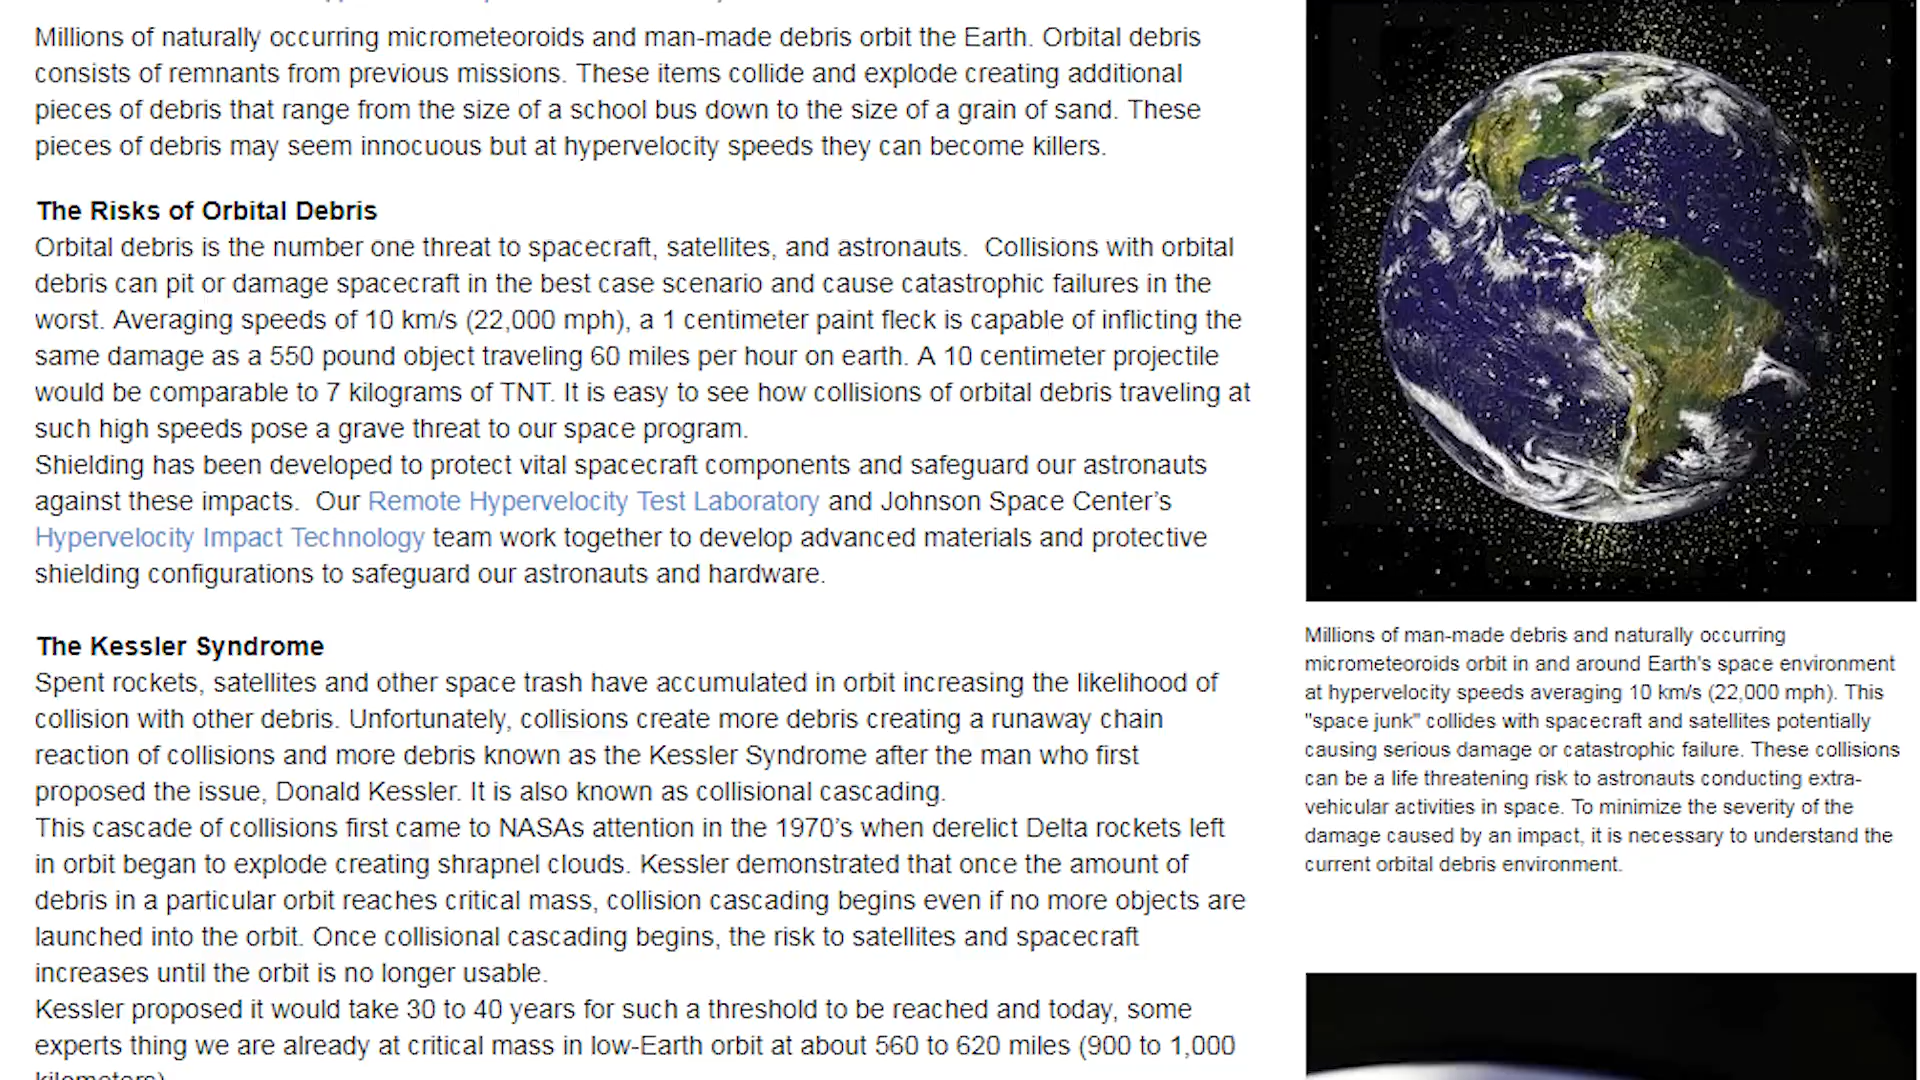 Millions of naturally occurring micrometeoroids and man-made debris orbit the Earth. Orbital debris
consists of remnants from previous missions. These items collide and explode creating additional
pieces of debris that range from the size of a school bus down to the size of a grain of sand. These
pieces of debris may seem innocuous but at hypervelocity speeds they can become killers.
The Risks of Orbital Debris
Orbital debris is the number one threat to spacecraft, satellites, and astronauts.  Collisions with orbital
debris can pit or damage spacecraft in the best case scenario and cause catastrophic failures in the
worst. Averaging speeds of 10 km/s (22,000 mph), a 1 centimeter paint fleck is capable of inflicting the
same damage as a 550 pound object traveling 60 miles per hour on earth. A 10 centimeter projectile
would be comparable to 7 kilograms of TNT. It is easy to see how collisions of orbital debris traveling at
such high speeds pose a grave threat to our space program.
Shielding has been developed to protect vital spacecraft components and safeguard our astronauts
against these impacts.  Our Remote Hypervelocity Test Laboratory and Johnson Space Center's
Hypervelocity Impact Technology team work together to develop advanced materials and protective
shielding configurations to safeguard our astronauts and hardware.
The Kessler Syndrome
Spent rockets, satellites and other space trash have accumulated in orbit increasing the likelihood of
collision with other debris. Unfortunately, collisions create more debris creating a runaway chain
reaction of collisions and more debris known as the Kessler Syndrome after the man who first
proposed the issue, Donald Kessler. It is also known as collisional cascading.
This cascade of collisions first came to NASAs attention in the 1970's when derelict Delta rockets left
in orbit began to explode creating shrapnel clouds. Kessler demonstrated that once the amount of
debris in a particular orbit reaches critical mass, collision cascading begins even if no more objects are
launched into the orbit. Once collisional cascading begins, the risk to satellites and spacecraft
increases until the orbit is no longer usable.
Kessler proposed it would take 30 to 40 years for such a threshold to be reached and today, some
experts thing we are already at critical mass in low-Earth orbit at about 560 to 620 miles (900 to 1,000
kilometers).
Millions of man-made debris and naturally occurring
micrometeoroids orbit in and around Earth's space environment
at hypervelocity speeds averaging 10 km/s (22,000 mph). This
"space junk" collides with spacecraft and satellites potentially
causing serious damage or catastrophic failure. These collisions
can be a life threatening risk to astronauts conducting extra-
vehicular activities in space. To minimize the severity of the
damage caused by an impact, it is necessary to understand the
current orbital debris environment.